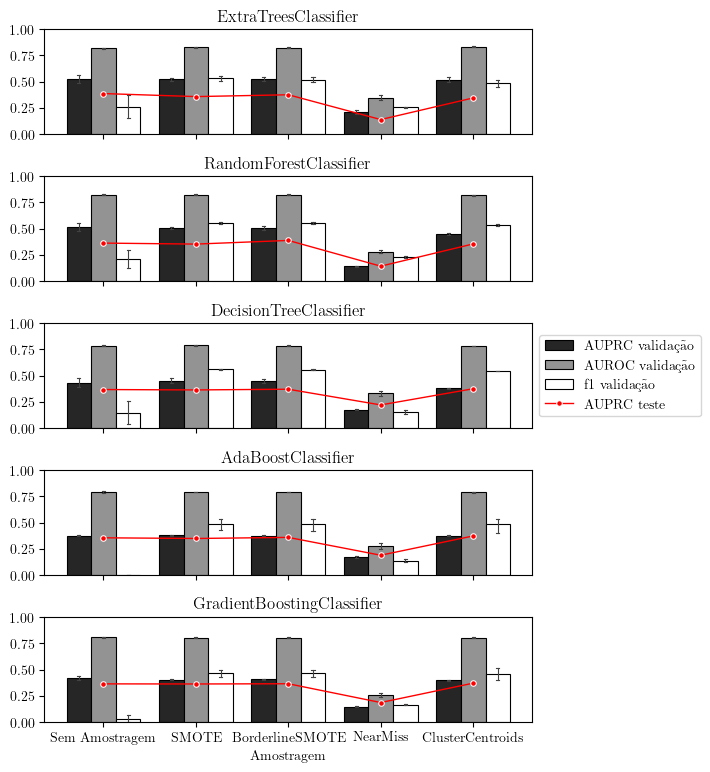 ExtraTreesClassifier
1.00
0.75
0.50
0.25
0.00
RandomForestClassifier
1.00
0.75
0.50
0.25
0.00
DecisionTreeClassifier
1.00
0.75
0.50
0.25
0.00
AUPRC validação
AUROC validação
f1 validação
AUPRC teste
AdaBoostClassifier
1.00
0.75
0.50
0.25
0.00
GradientBoostingClassifier
1.00
0.75
0.50
0.25
0.00
Sem Amostragem SMOTE BorderlineSMOTE NearMiss ClusterCentroids
Amostragem